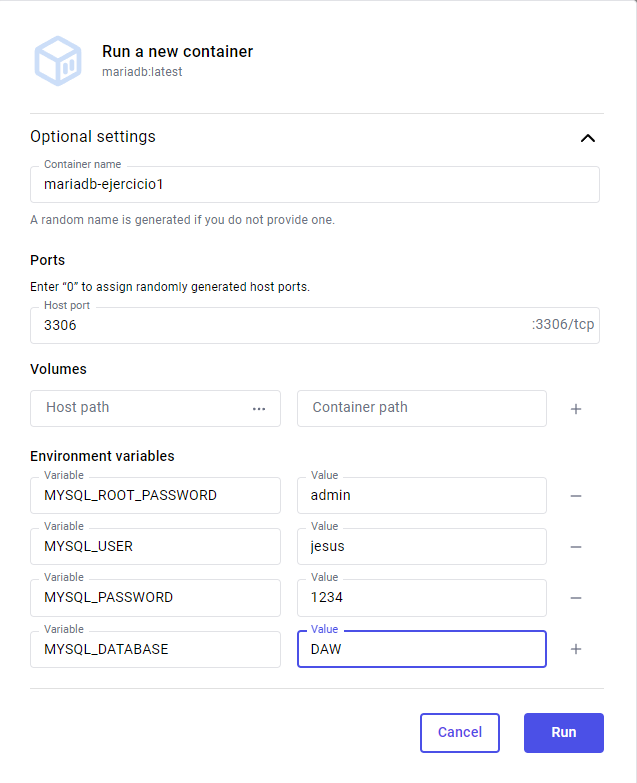 Run a new container
mariadb:latest
Optional settings
Container name
mariadb-ejercicio1
A random name is generated if you do not provide one.
Ports
Enter “0” to assign randomly generated host ports.
Host port
3306 :3306/tcp
Volumes
Host path ... Container path +
Environment variables
Variable Value
MYSQL_ROOT_PASSWORD admin −
Variable Value
MYSQL_USER jesus −
Variable Value
MYSQL_PASSWORD 1234 −
Variable Value
MYSQL_DATABASE DAW +
Cancel Run